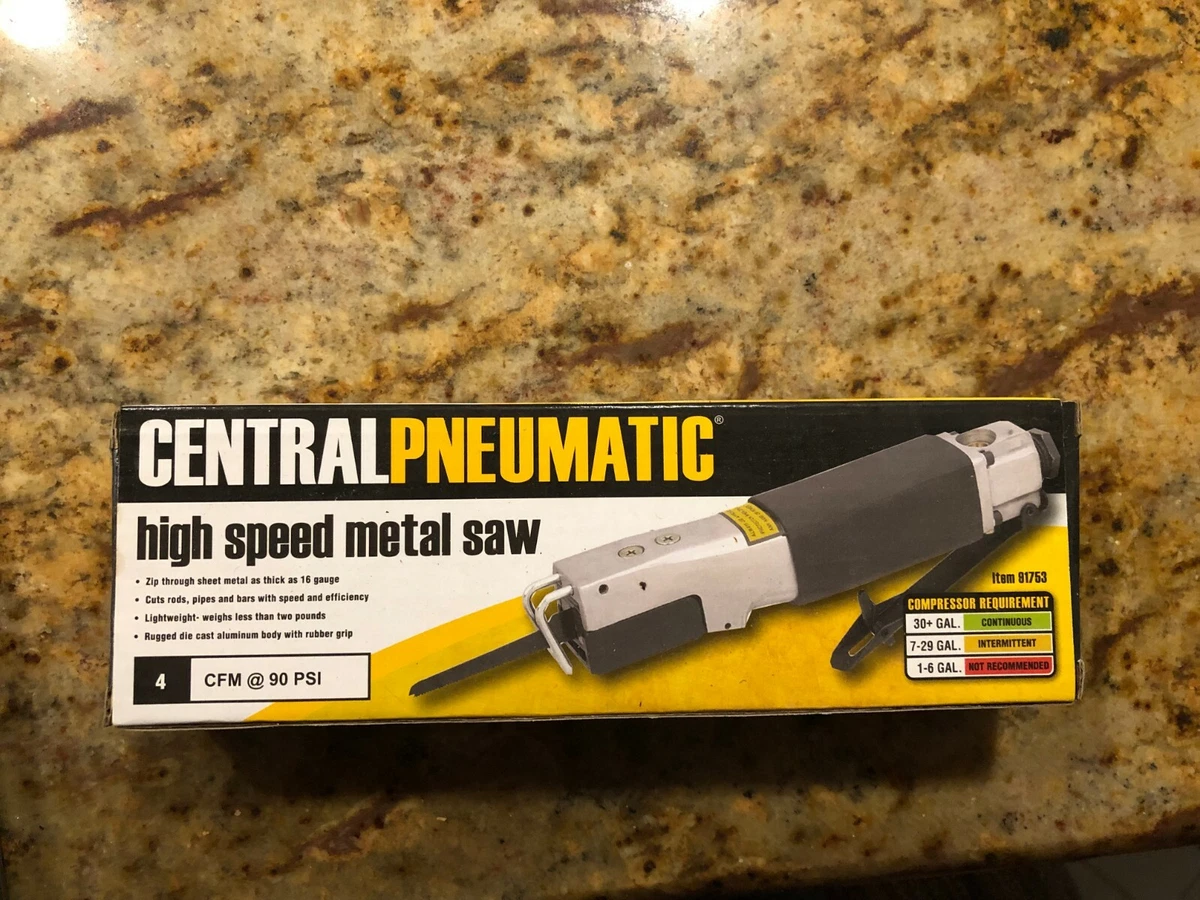 CENTRALPNEUMATIC®
high speed metal saw
• Zip through sheet metal as thick as 16 gauge
• Cuts rods, pipes and bars with speed and efficiency
• Lightweight- weighs less than two pounds
• Rugged die cast aluminum body with rubber grip
4 CFM @ 90 PSI
Item 91753
COMPRESSOR REQUIREMENT
30+ GAL. CONTINUOUS
7-29 GAL. INTERMITTENT
1-6 GAL. NOT RECOMMENDED